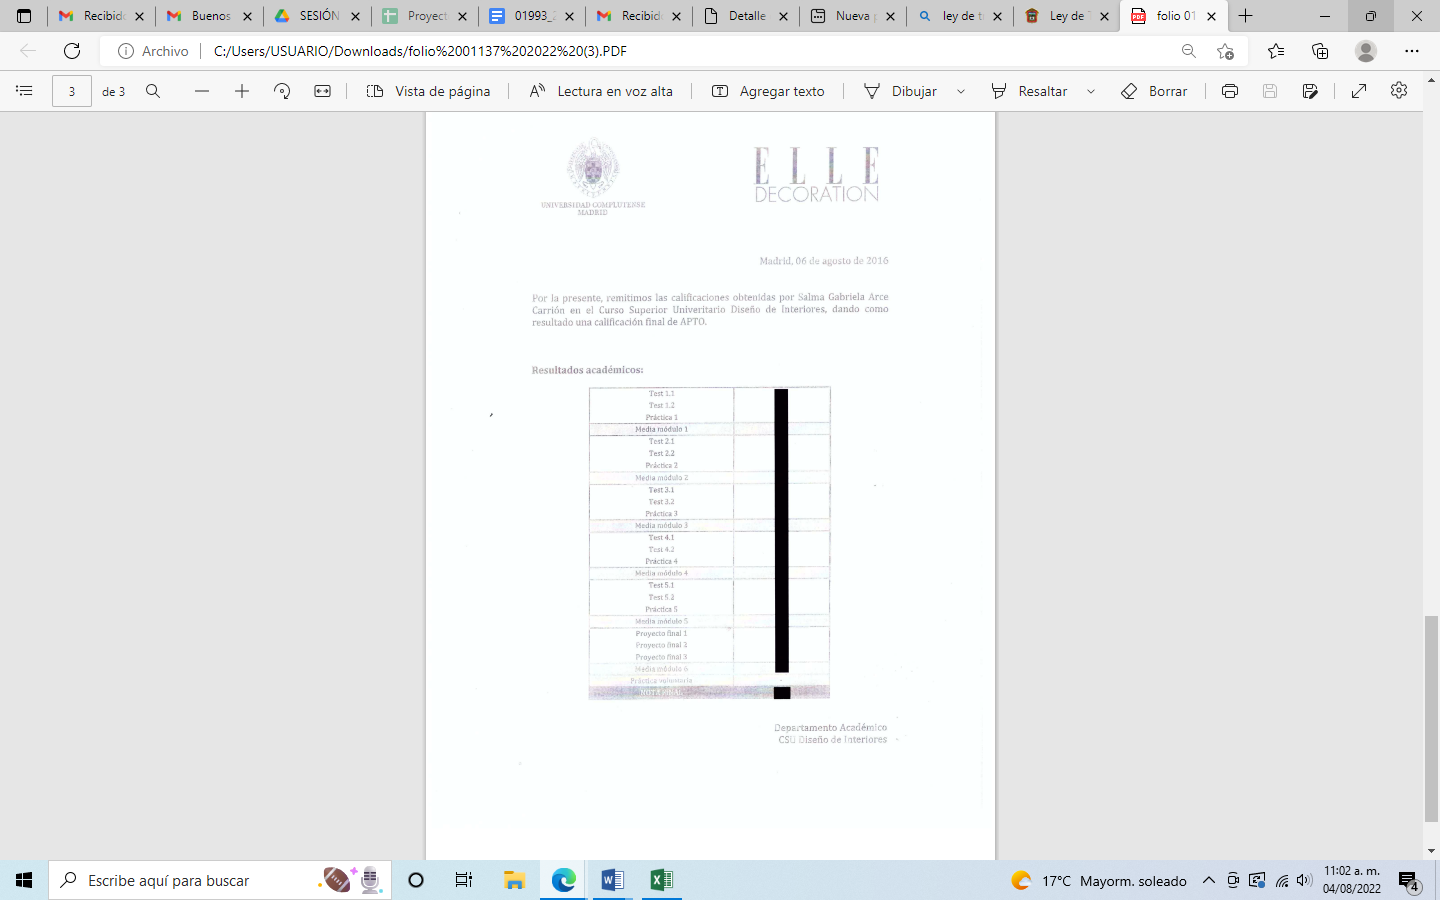 Recibido
Buenos
SESIÓN
Proyect
01993_2
Recibido
Detalle
Nueva p
ley de t
Ley de T
folio 01
Archivo
C:/Users/USUARIO/Downloads/folio%2001137%202022%20(3).PDF
3 de 3
Vista de página
Lectura en voz alta
Agregar texto
Dibujar
Resaltar
Borrar
UNIVERSIDAD COMPLUTENSE
MADRID
ELLE
DECORATION
Madrid, 06 de agosto de 2016
Por la presente, remitimos las calificaciones obtenidas por Salma Gabriela Arce
Carrión en el Curso Superior Univeritario Diseño de Interiores, dando como
resultado una calificación final de APTO.
Resultados académicos:
Test 1.1
Test 1.2
Práctica 1
Media módulo 1
Test 2.1
Test 2.2
Práctica 2
Media módulo 2
Test 3.1
Test 3.2
Práctica 3
Media módulo 3
Test 4.1
Test 4.2
Práctica 4
Media módulo 4
Test 5.1
Test 5.2
Práctica 5
Media módulo 5
Proyecto final 1
Proyecto final 2
Proyecto final 3
Media módulo 6
Práctica voluntaria
NOTA FINAL
Departamento Académico
CSU Diseño de Interiores
Escribe aquí para buscar
17°C Mayorm. soleado
11:02 a. m.
04/08/2022
4